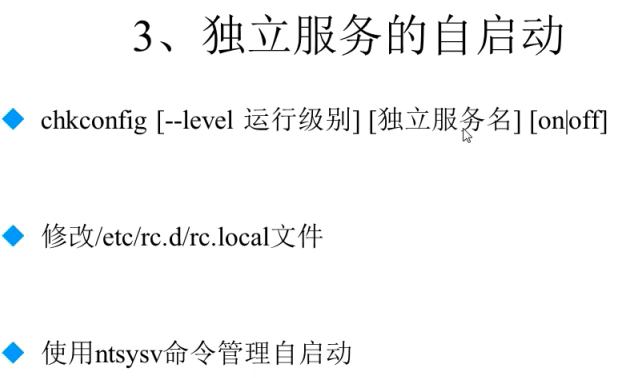 3、独立服务的自启动
chkconfig [--level 运行级别] [独立服务名] [on|off]
修改/etc/rc.d/rc.local文件
使用ntsysv命令管理自启动